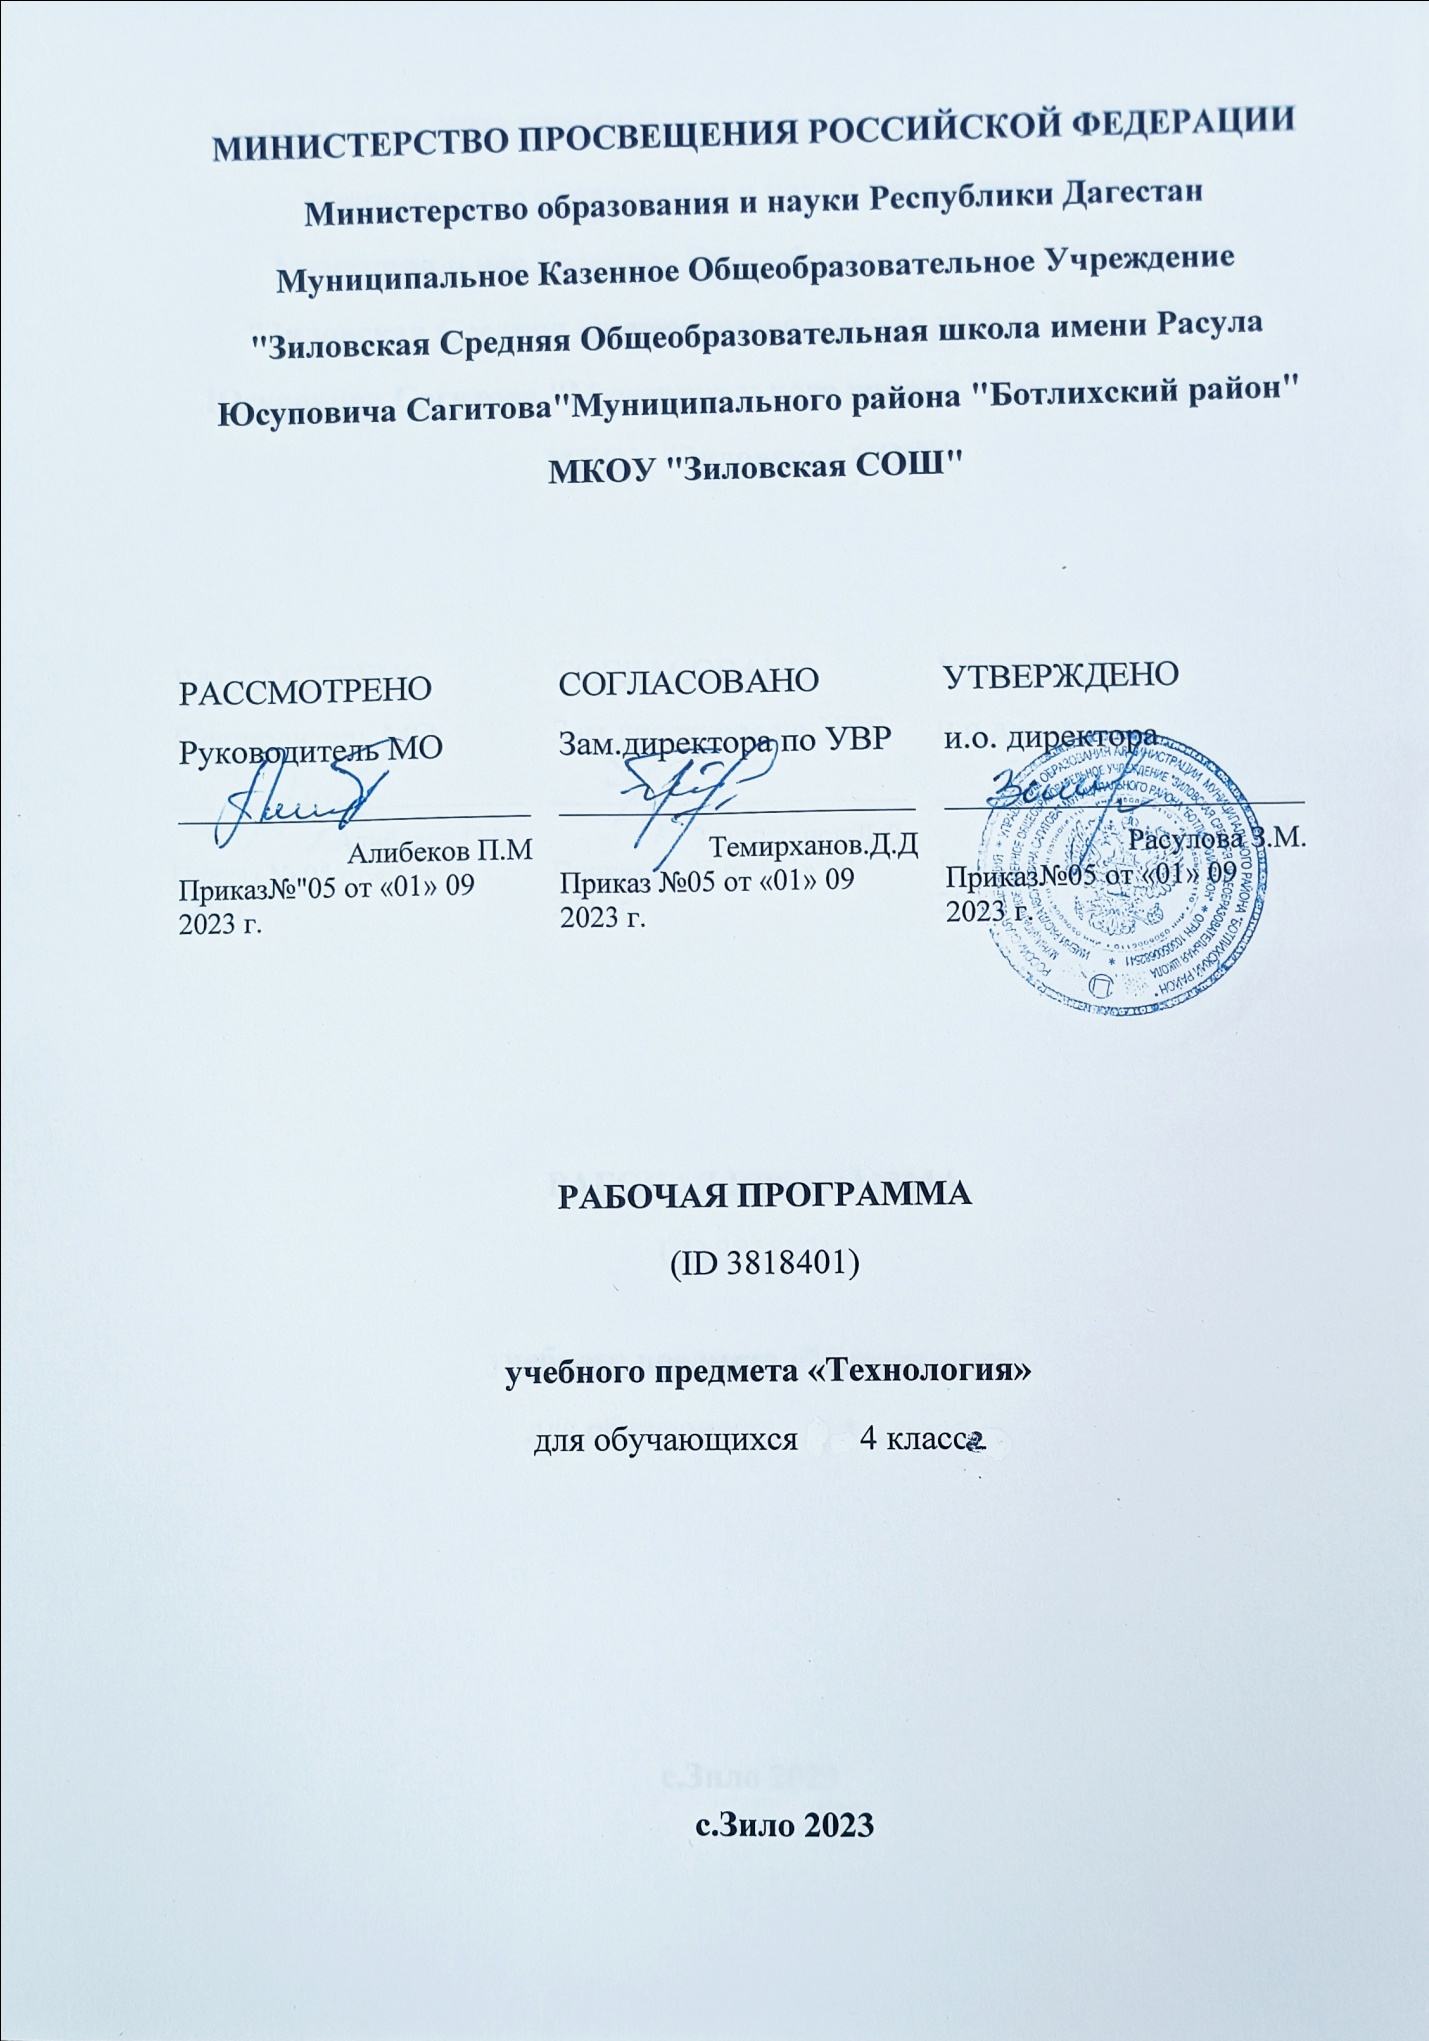 МИНИСТЕРСТВО ПРОСВЕЩЕНИЯ РОССИЙСКОЙ ФЕДЕРАЦИИ
Министерство образования и науки Республики Дагестан
Муниципальное Казенное Общеобразовательное Учреждение
"Зиловская Средняя Общеобразовательная школа имени Расула
Юсуповича Сагитова"Муниципального района "Ботлихский район"
МКОУ "Зиловская СОШ"
РАССМОТРЕНО
Руководитель МО
Алибеков П.М
Приказ№"05 от «01» 09
2023 г.
СОГЛАСОВАНО
Зам.директора по УВР
Темирханов.Д.Д
Приказ №05 от «01» 09
2023 г.
УТВЕРЖДЕНО
и.о. директора
Расулова З.М.
Приказ№05 от «01» 09
2023 г.
РАБОЧАЯ ПРОГРАММА
(ID 3818401)
учебного предмета «Технология»
для обучающихся 4 класса
с.Зило 2023